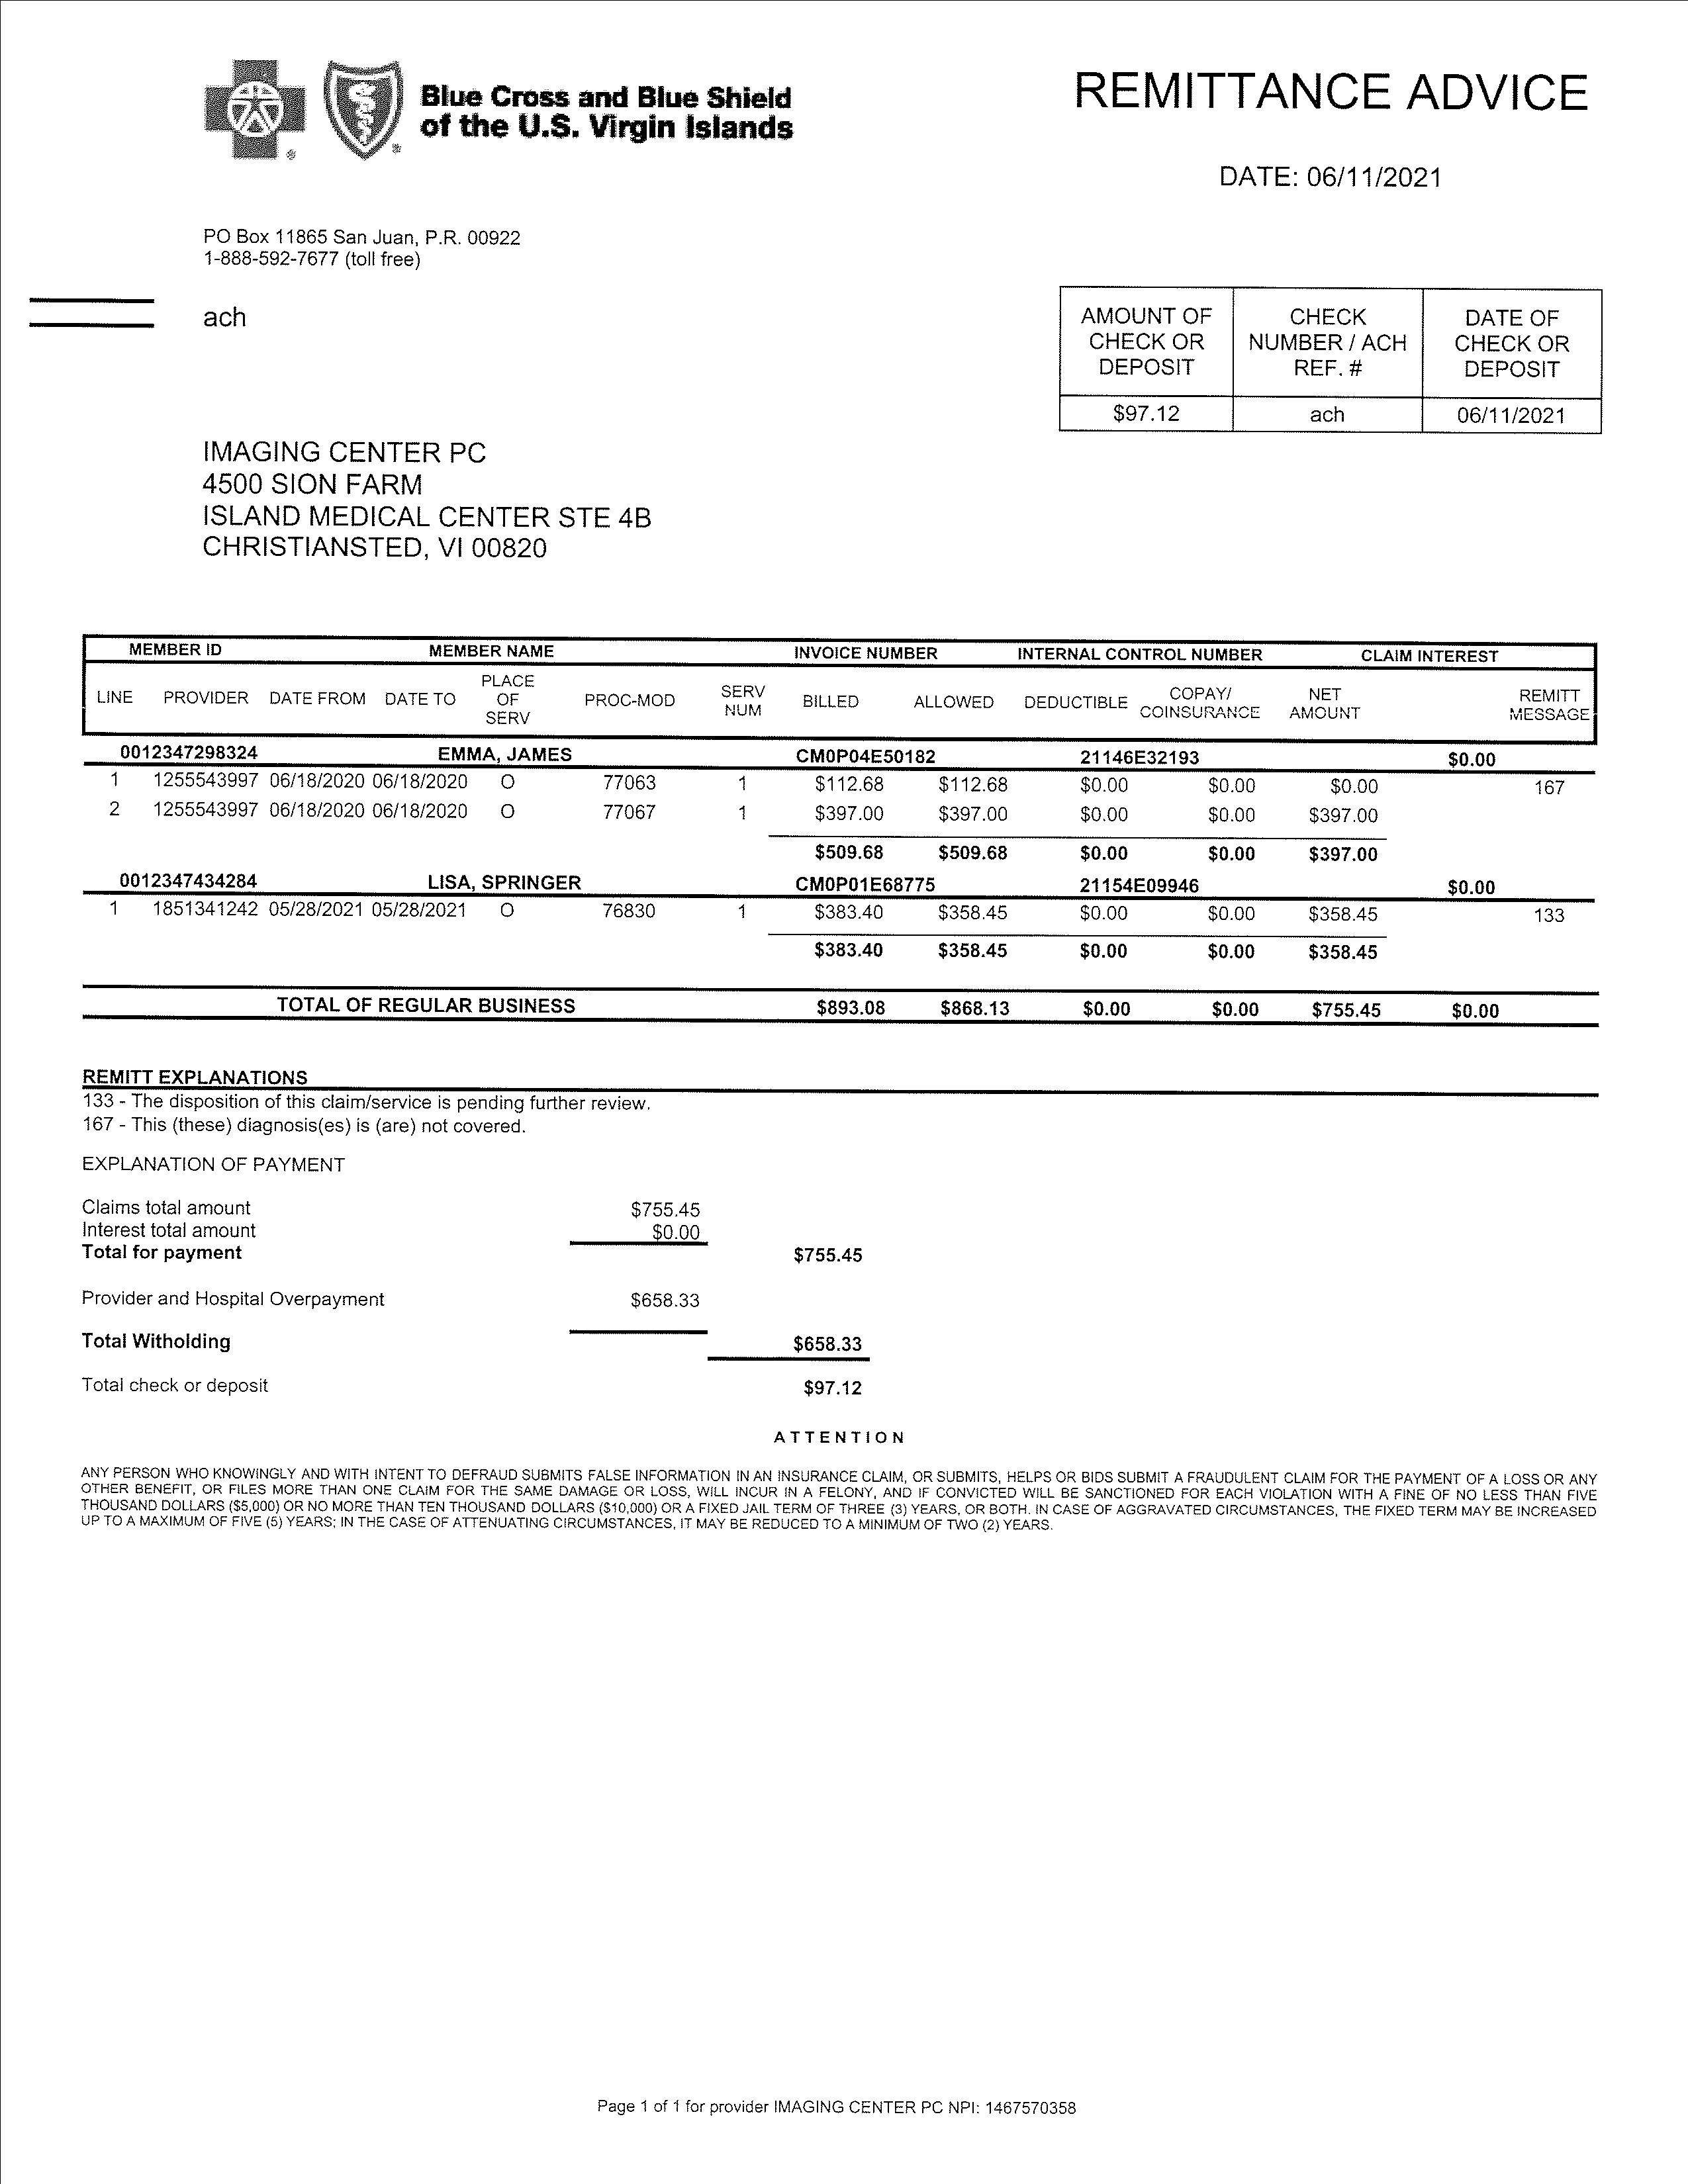 Blue Cross and Blue Shield
of the U.S. Virgin Islands
REMITTANCE ADVICE
DATE: 06/11/2021
PO Box 11865 San Juan, P.R. 00922
1-888-592-7677 (toll free)
ach
AMOUNT OF CHECK OR DEPOSIT CHECK NUMBER / ACH REF. # DATE OF CHECK OR DEPOSIT
$97.12 ach 06/11/2021
IMAGING CENTER PC
4500 SION FARM
ISLAND MEDICAL CENTER STE 4B
CHRISTIANSTED, VI 00820
MEMBER ID MEMBER NAME INVOICE NUMBER INTERNAL CONTROL NUMBER CLAIM INTEREST
LINE PROVIDER DATE FROM DATE TO PLACE OF SERV PROC-MOD SERV NUM BILLED ALLOWED DEDUCTIBLE COPAY/ COINSURANCE NET AMOUNT REMITT MESSAGE
0012347298324 EMMA, JAMES CM0P04E50182 21146E32193 $0.00
1 1255543997 06/18/2020 06/18/2020 O 77063 1 $112.68 $112.68 $0.00 $0.00 $0.00 167
2 1255543997 06/18/2020 06/18/2020 O 77067 1 $397.00 $397.00 $0.00 $0.00 $397.00
$509.68 $509.68 $0.00 $0.00 $397.00
0012347434284 LISA, SPRINGER CM0P01E68775 21154E09946 $0.00
1 1851341242 05/28/2021 05/28/2021 O 76830 1 $383.40 $358.45 $0.00 $0.00 $358.45 133
$383.40 $358.45 $0.00 $0.00 $358.45
TOTAL OF REGULAR BUSINESS $893.08 $868.13 $0.00 $0.00 $755.45 $0.00
REMITT EXPLANATIONS
133 - The disposition of this claim/service is pending further review.
167 - This (these) diagnosis(es) is (are) not covered.
EXPLANATION OF PAYMENT
Claims total amount $755.45
Interest total amount $0.00
Total for payment $755.45
Provider and Hospital Overpayment $658.33
Total Witholding $658.33
Total check or deposit $97.12
ATTENTION
ANY PERSON WHO KNOWINGLY AND WITH INTENT TO DEFRAUD SUBMITS FALSE INFORMATION IN AN INSURANCE CLAIM, OR SUBMITS, HELPS OR BIDS SUBMIT A FRAUDULENT CLAIM FOR THE PAYMENT OF A LOSS OR ANY
OTHER BENEFIT, OR FILES MORE THAN ONE CLAIM FOR THE SAME DAMAGE OR LOSS, WILL INCUR IN A FELONY, AND IF CONVICTED WILL BE SANCTIONED FOR EACH VIOLATION WITH A FINE OF NO LESS THAN FIVE
THOUSAND DOLLARS ($5,000) OR NO MORE THAN TEN THOUSAND DOLLARS ($10,000) OR A FIXED JAIL TERM OF THREE (3) YEARS, OR BOTH. IN CASE OF AGGRAVATED CIRCUMSTANCES, THE FIXED TERM MAY BE INCREASED
UP TO A MAXIMUM OF FIVE (5) YEARS; IN THE CASE OF ATTENUATING CIRCUMSTANCES, IT MAY BE REDUCED TO A MINIMUM OF TWO (2) YEARS.
Page 1 of 1 for provider IMAGING CENTER PC NPI: 1467570358